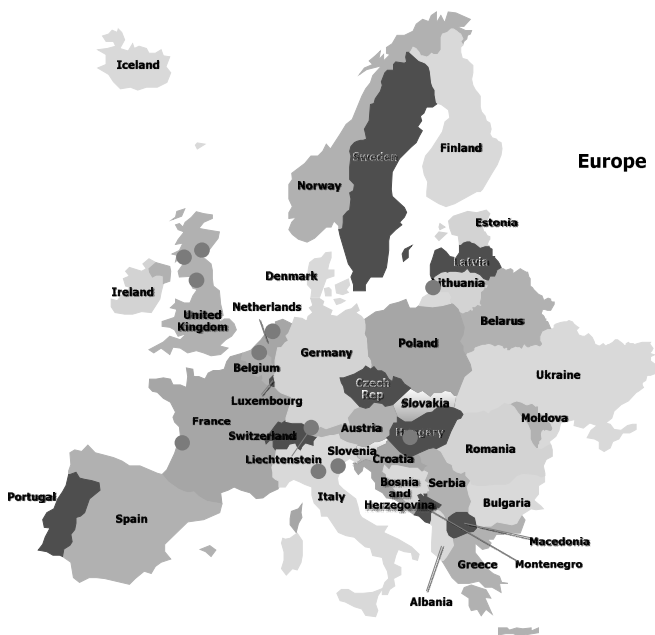 Iceland
Sweden
Finland
Europe
Norway
Estonia
Latvia
Denmark
Ireland
Lithuania
Netherlands
United
Kingdom
Belarus
Poland
Germany
Belgium
Ukraine
Czech
Rep
Luxembourg
Slovakia
Moldova
France
Austria
Hungary
Switzerland
Romania
Slovenia
Liechtenstein
Croatia
Bosnia
and
Herzegovina
Serbia
Portugal
Italy
Bulgaria
Spain
Macedonia
Greece
Montenegro
Albania